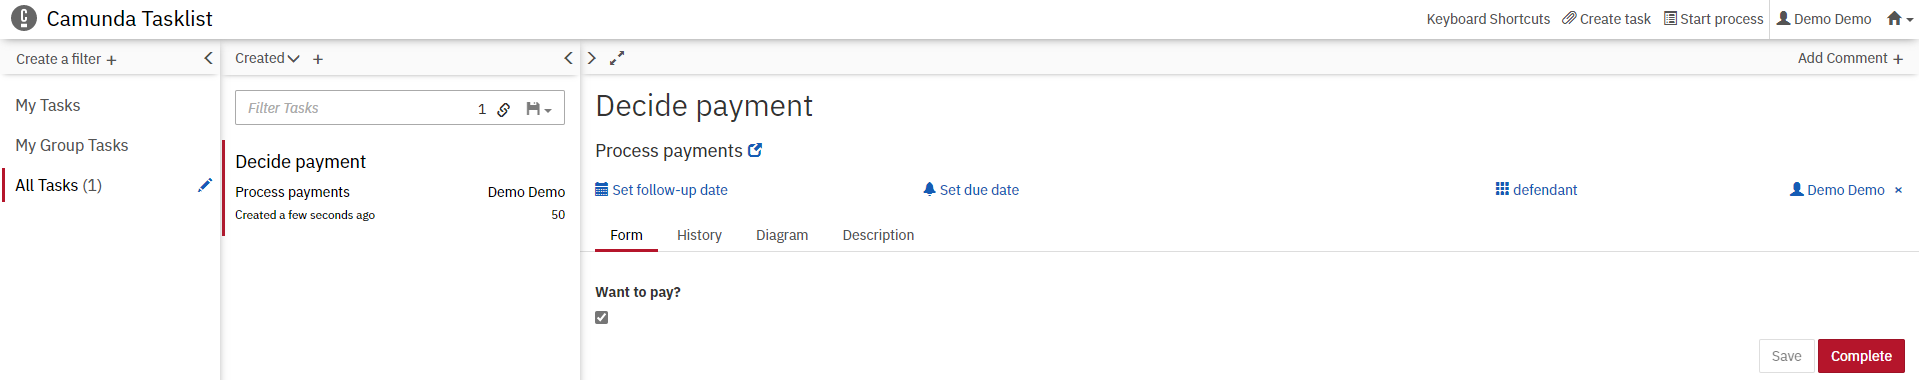 Camunda Tasklist
Keyboard Shortcuts Create task Start process Demo Demo
Create a filter +
Created +
Add Comment +
My Tasks
My Group Tasks
All Tasks (1)
Filter Tasks 1
Decide payment
Process payments Demo Demo
Created a few seconds ago 50
Decide payment
Process payments
Set follow-up date Set due date defendant Demo Demo ×
Form History Diagram Description
Want to pay?
Save Complete